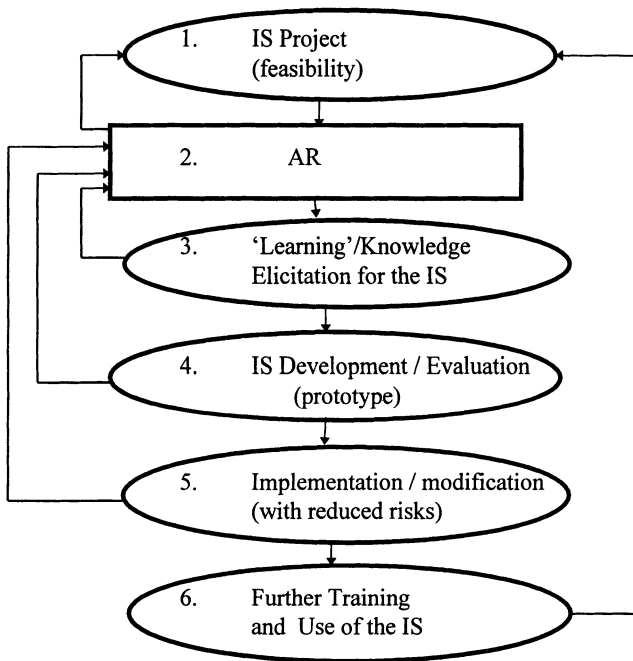 1. IS Project
(feasibility)
2. AR
3. ‘Learning’/Knowledge
Elicitation for the IS
4. IS Development / Evaluation
(prototype)
5. Implementation / modification
(with reduced risks)
6. Further Training
and Use of the IS